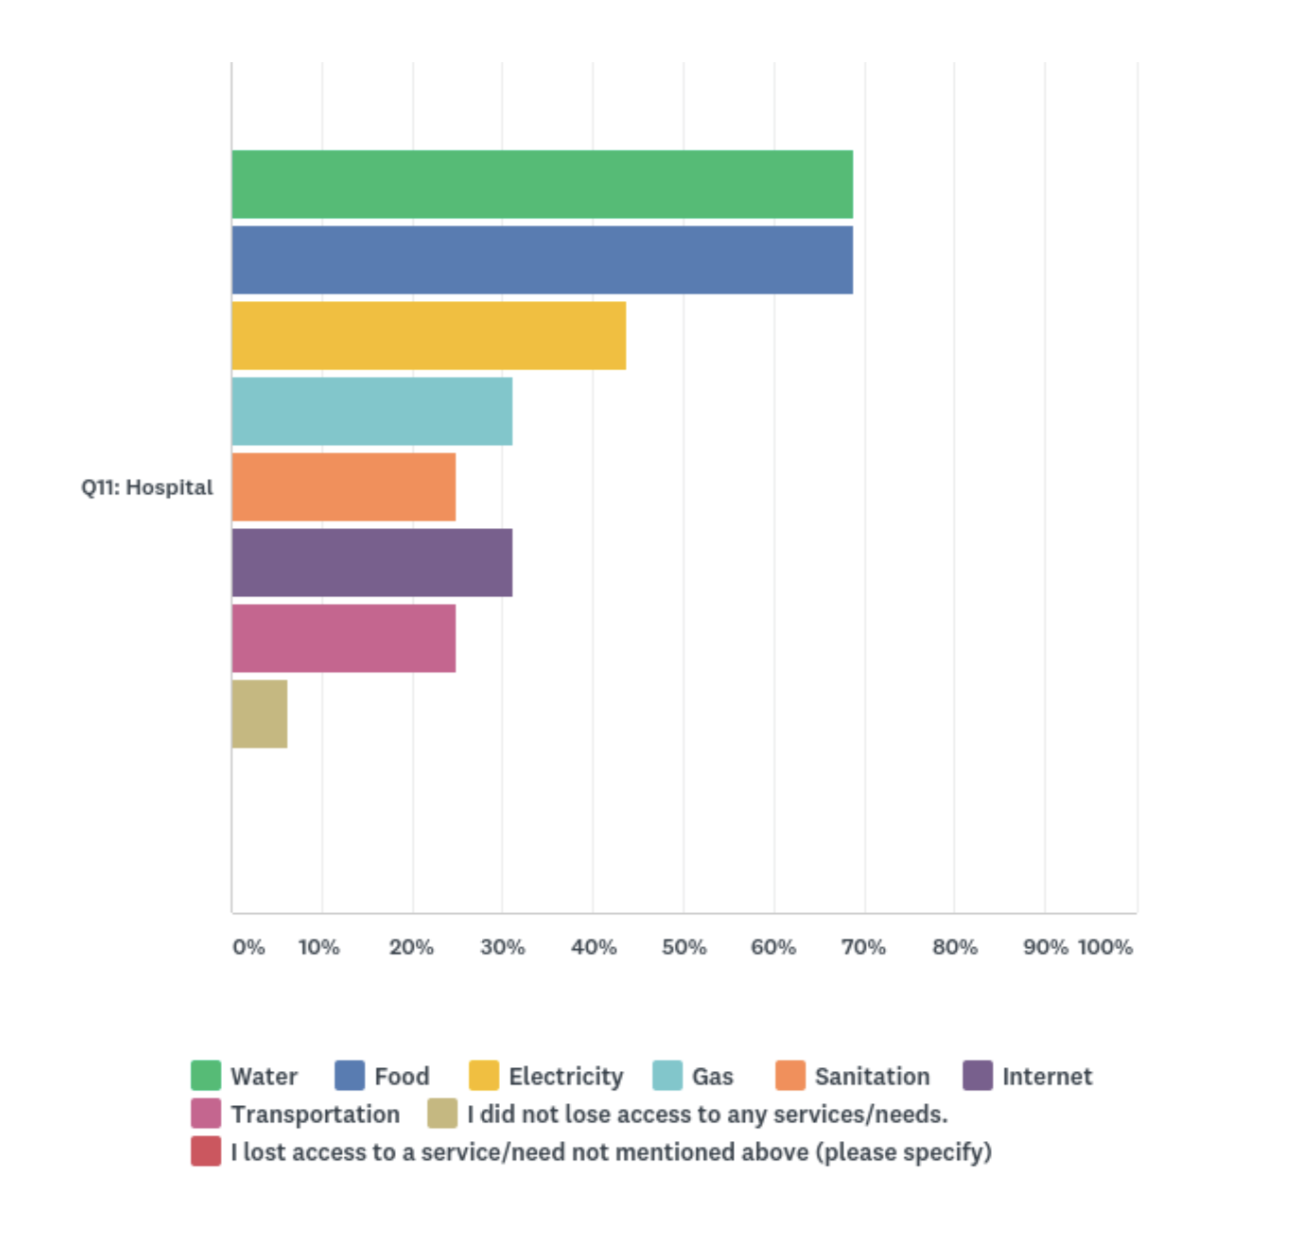 Q11: Hospital
0% 10% 20% 30% 40% 50% 60% 70% 80% 90% 100%
Water Food Electricity Gas Sanitation Internet
Transportation I did not lose access to any services/needs.
I lost access to a service/need not mentioned above (please specify)